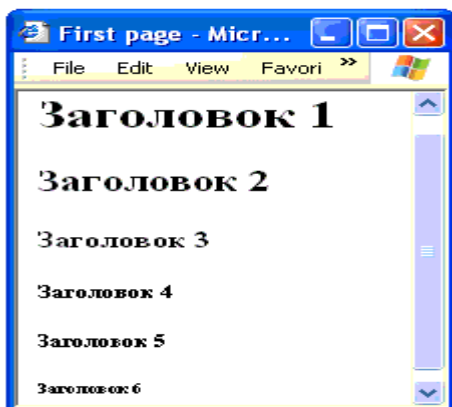 First page - Micr...
File Edit View Favori »
Заголовок 1
Заголовок 2
Заголовок 3
Заголовок 4
Заголовок 5
Заголовок 6